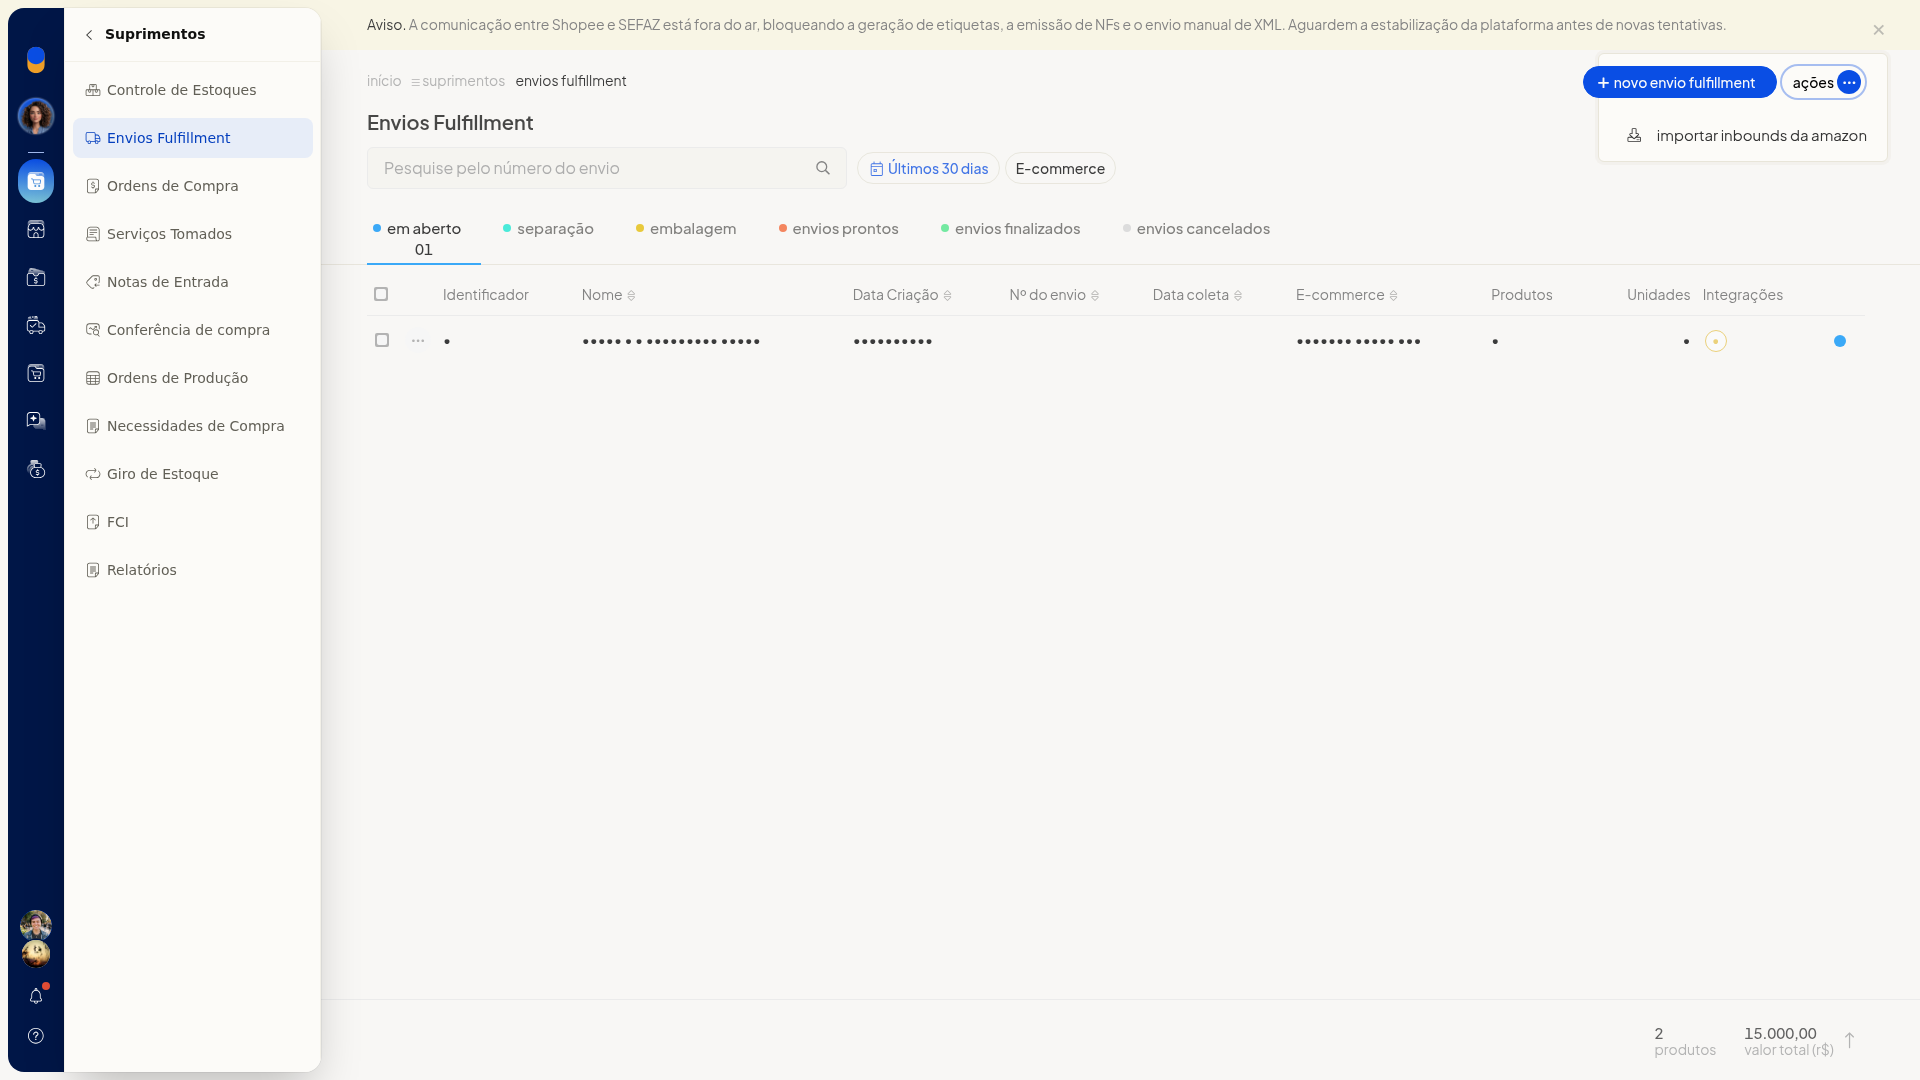 Suprimentos
Controle de Estoques
Envios Fulfillment
Ordens de Compra
Serviços Tomados
Notas de Entrada
Conferência de compra
Ordens de Produção
Necessidades de Compra
Giro de Estoque
FCI
Relatórios
Aviso. A comunicação entre Shopee e SEFAZ está fora do ar, bloqueando a geração de etiquetas, a emissão de NFs e o envio manual de XML. Aguardem a estabilização da plataforma antes de novas tentativas.
início suprimentos envios fulfillment
+ novo envio fulfillment ações
importar inbounds da amazon
Envios Fulfillment
Pesquise pelo número do envio Últimos 30 dias E-commerce
em aberto separação embalagem envios prontos envios finalizados envios cancelados
01
Identificador Nome Data Criação Nº do envio Data coleta E-commerce Produtos Unidades Integrações
• ••••• • • ••••••••• ••••• •••••••••• ••••••• ••••• ••• • • •
2 15.000,00
produtos valor total (r$)